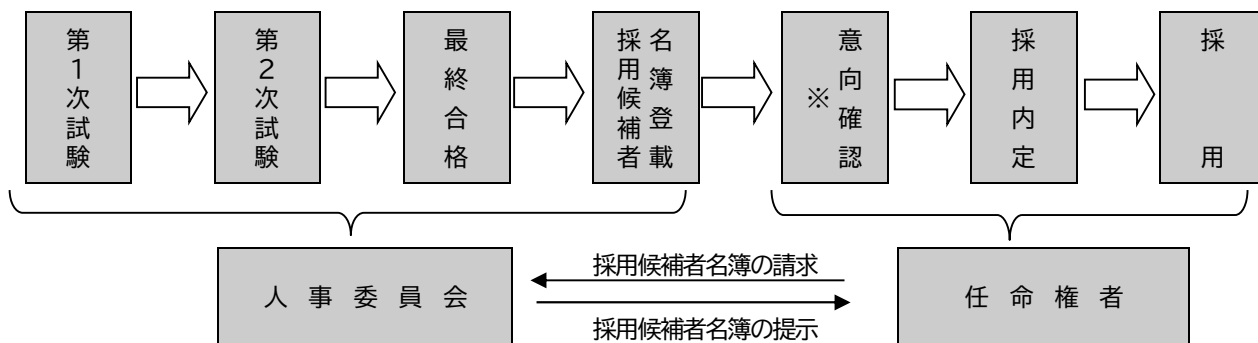 第1次試験
第2次試験
最終合格
採用候補者
名簿登載
意向確認
※
採用内定
採用
採用候補者名簿の請求
人事委員会
任命権者
採用候補者名簿の提示